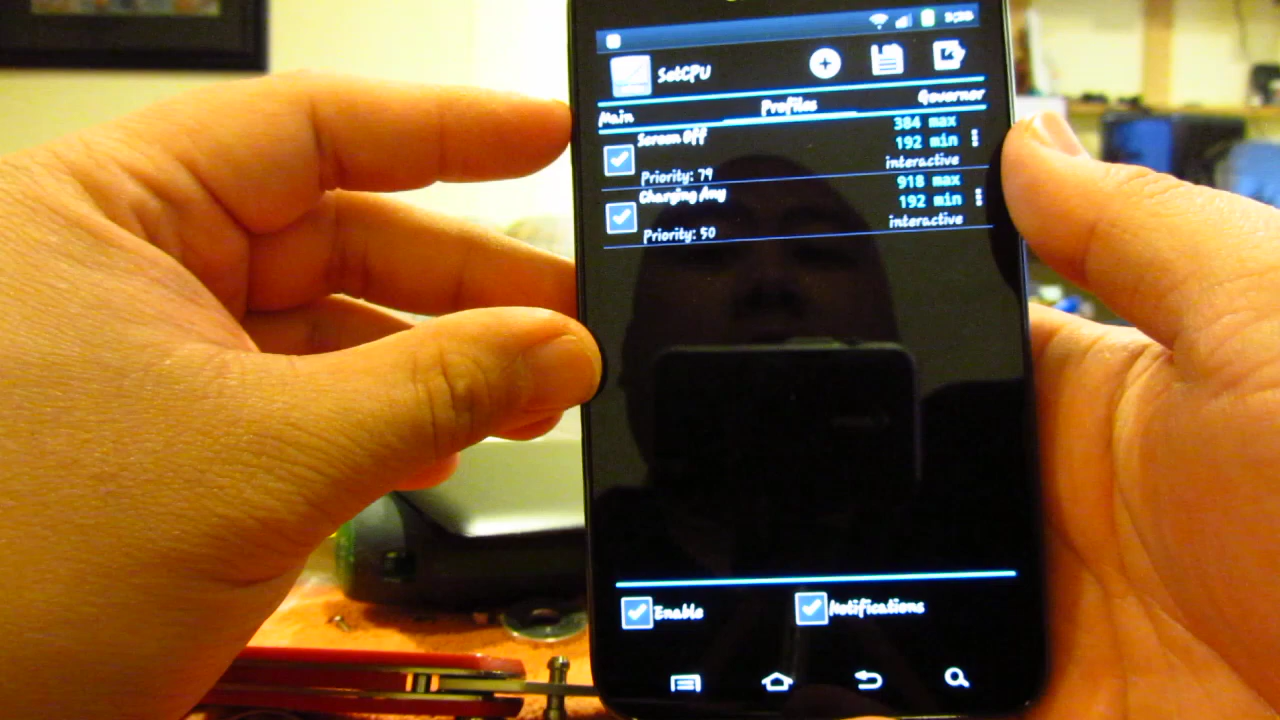 SetCPU
Main Profiles Governor
Screen Off 384 max
192 min
Priority: 79 interactive
Charging Any 918 max
192 min
Priority: 50 interactive
Enable Notifications